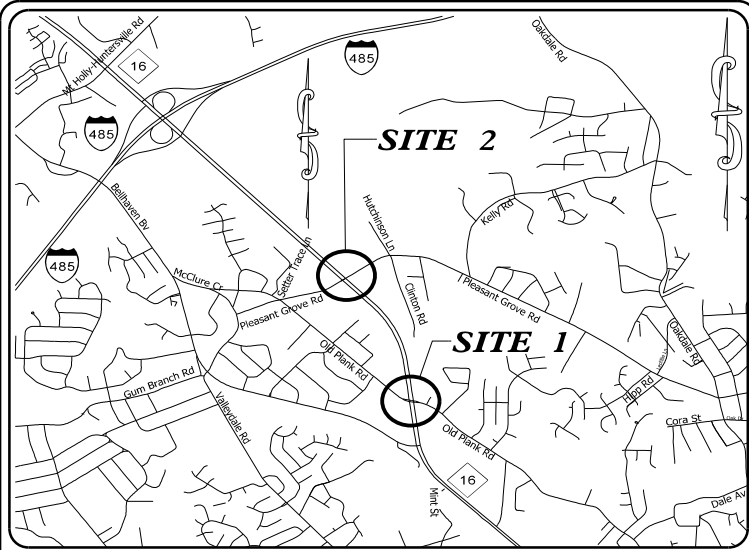 Mt Holly-Huntersville Rd
16
485
Oakdale Rd
485
SITE 2
Bellhaven Bv
Hutchinson Ln
Kelly Rd
Setter Trace Ln
485
McClure Cr
Clinton Rd
Pleasant Grove Rd
Pleasant Grove Rd
SITE 1
Old Plank Rd
Oakdale Rd
Gum Branch Rd
Hipp Rd
Valleydale Rd
Cora St
Old Plank Rd
16
Mint St
Dale Av